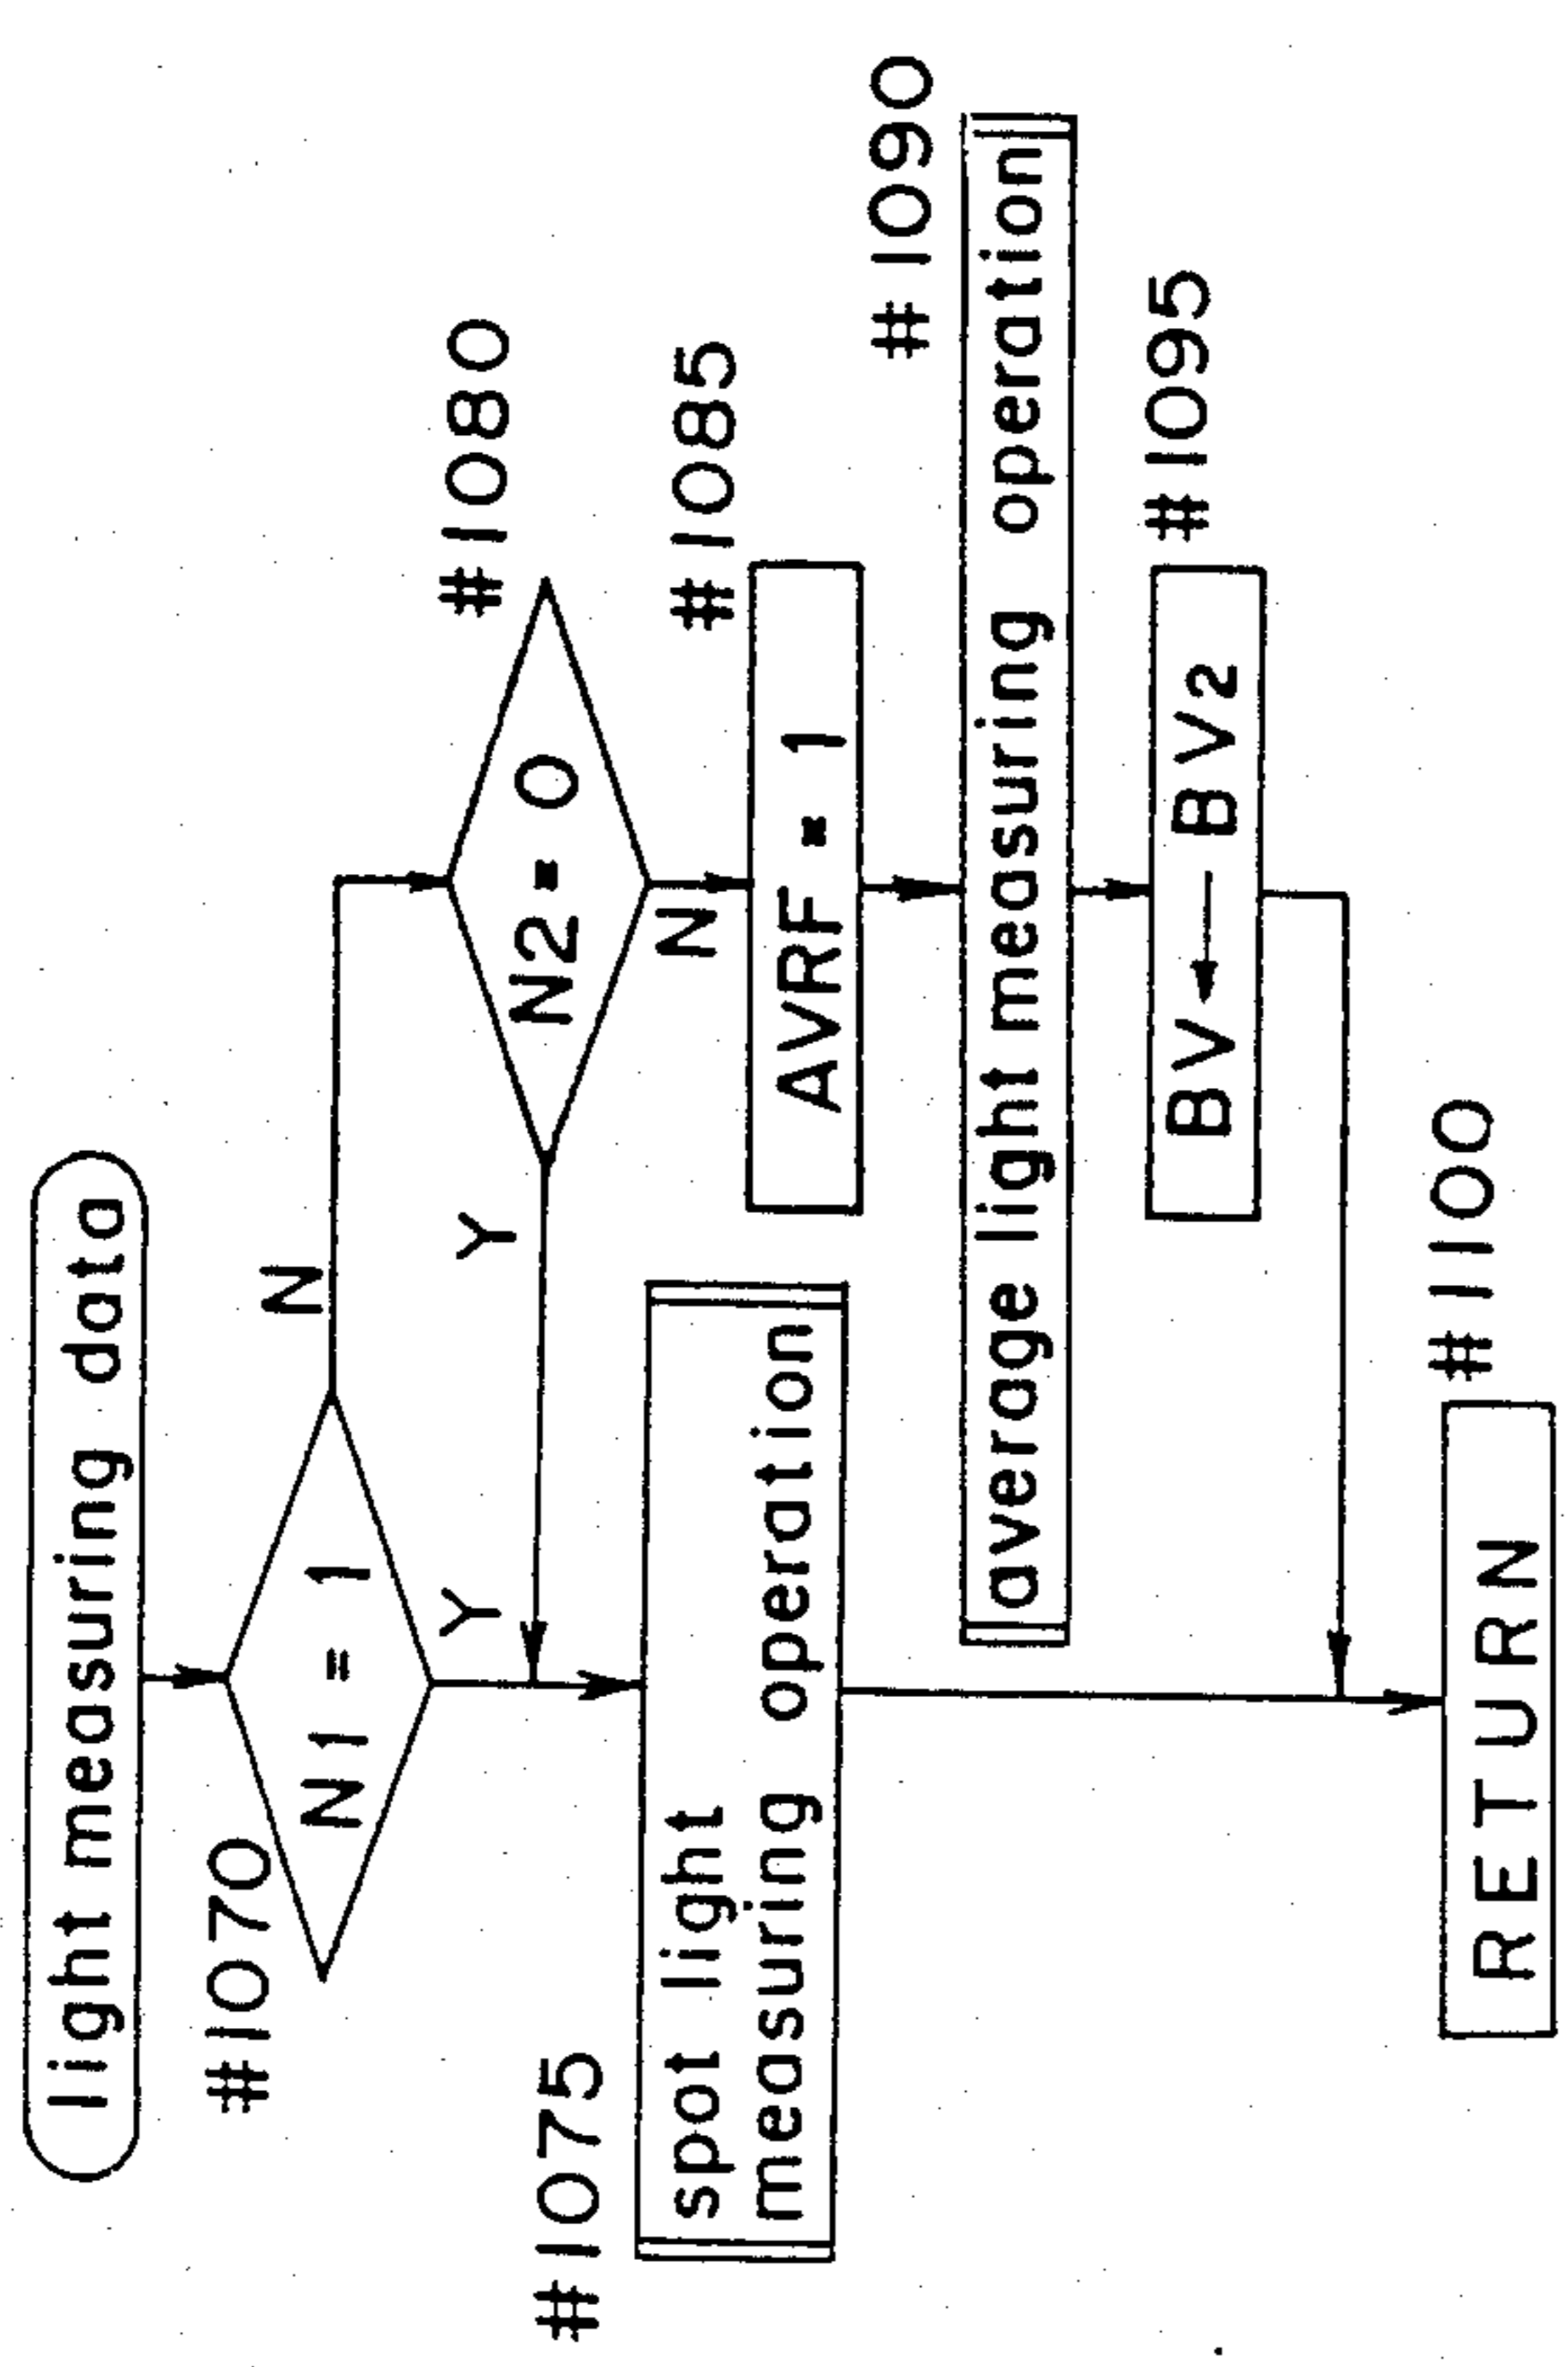 light measuring data
#1070
N1 = 1
N
Y
#1080
N2 = 0
Y
N
#1075
spot light
measuring operation
#1085
AVRF = 1
#1090
average light measuring operation
#1095
BV ← BV2
#1100
RETURN